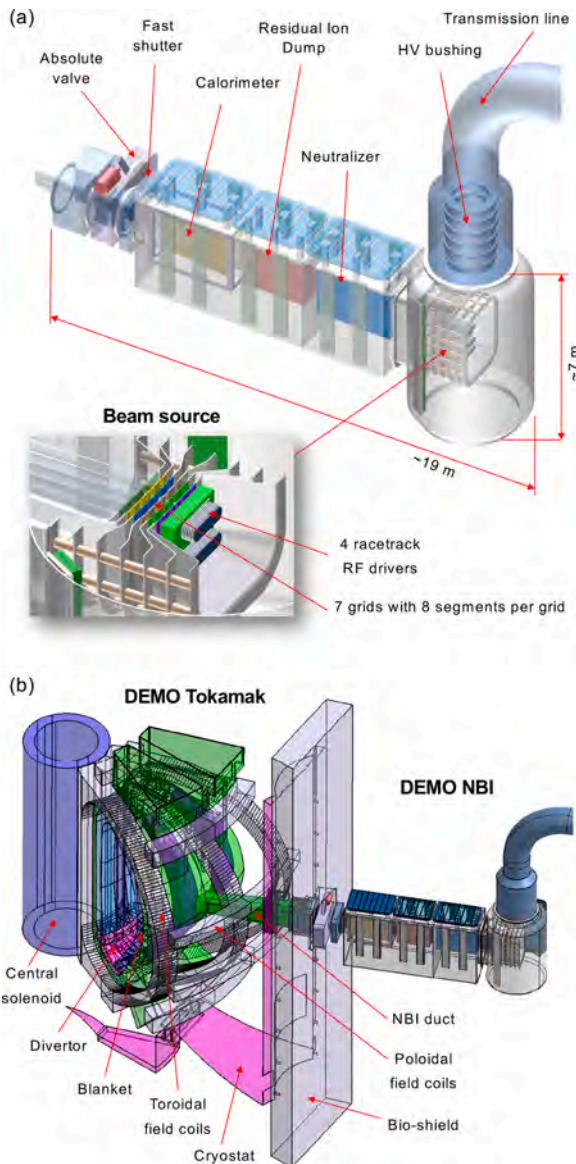 (a)
Transmission line
Fast
shutter
Residual Ion
Dump
HV bushing
Absolute
valve
Calorimeter
Neutralizer
~7 m
~19 m
Beam source
4 racetrack
RF drivers
7 grids with 8 segments per grid
(b)
DEMO Tokamak
DEMO NBI
Central
solenoid
Divertor
Blanket
Toroidal
field coils
Cryostat
NBI duct
Poloidal
field coils
Bio-shield